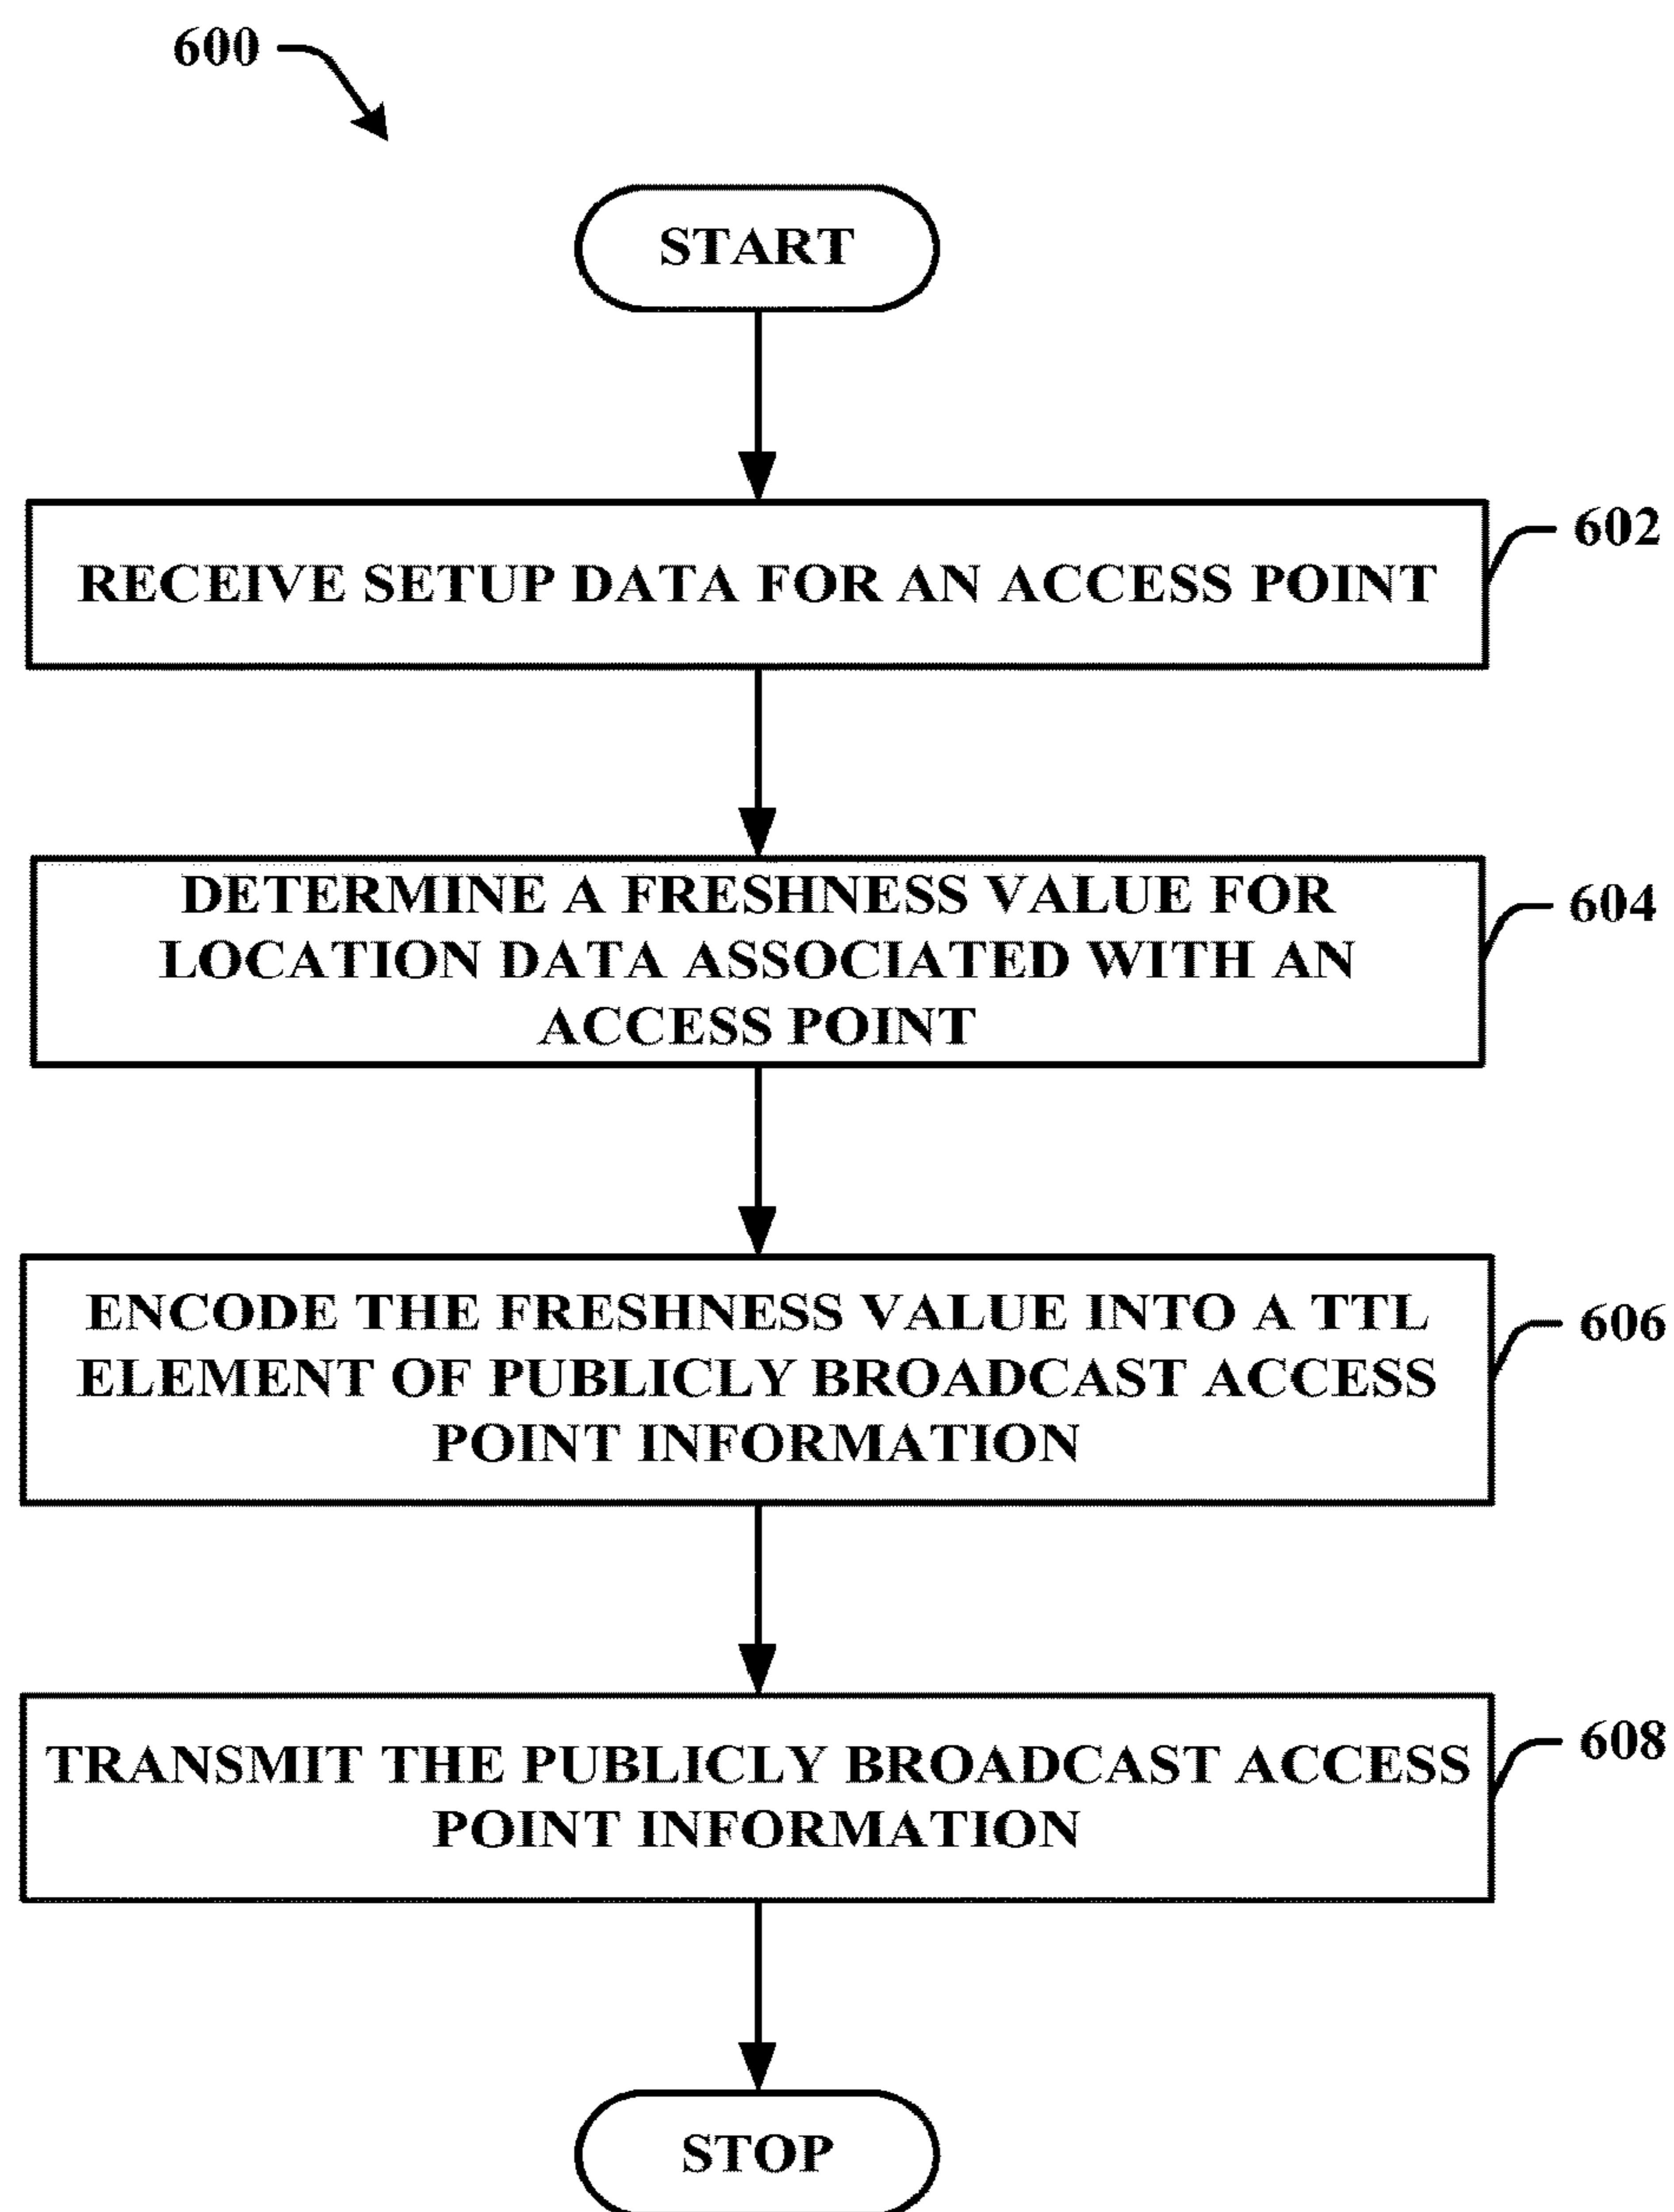 600
START
RECEIVE SETUP DATA FOR AN ACCESS POINT
602
DETERMINE A FRESHNESS VALUE FOR
LOCATION DATA ASSOCIATED WITH AN
ACCESS POINT
604
ENCODE THE FRESHNESS VALUE INTO A TTL
ELEMENT OF PUBLICLY BROADCAST ACCESS
POINT INFORMATION
606
TRANSMIT THE PUBLICLY BROADCAST ACCESS
POINT INFORMATION
608
STOP